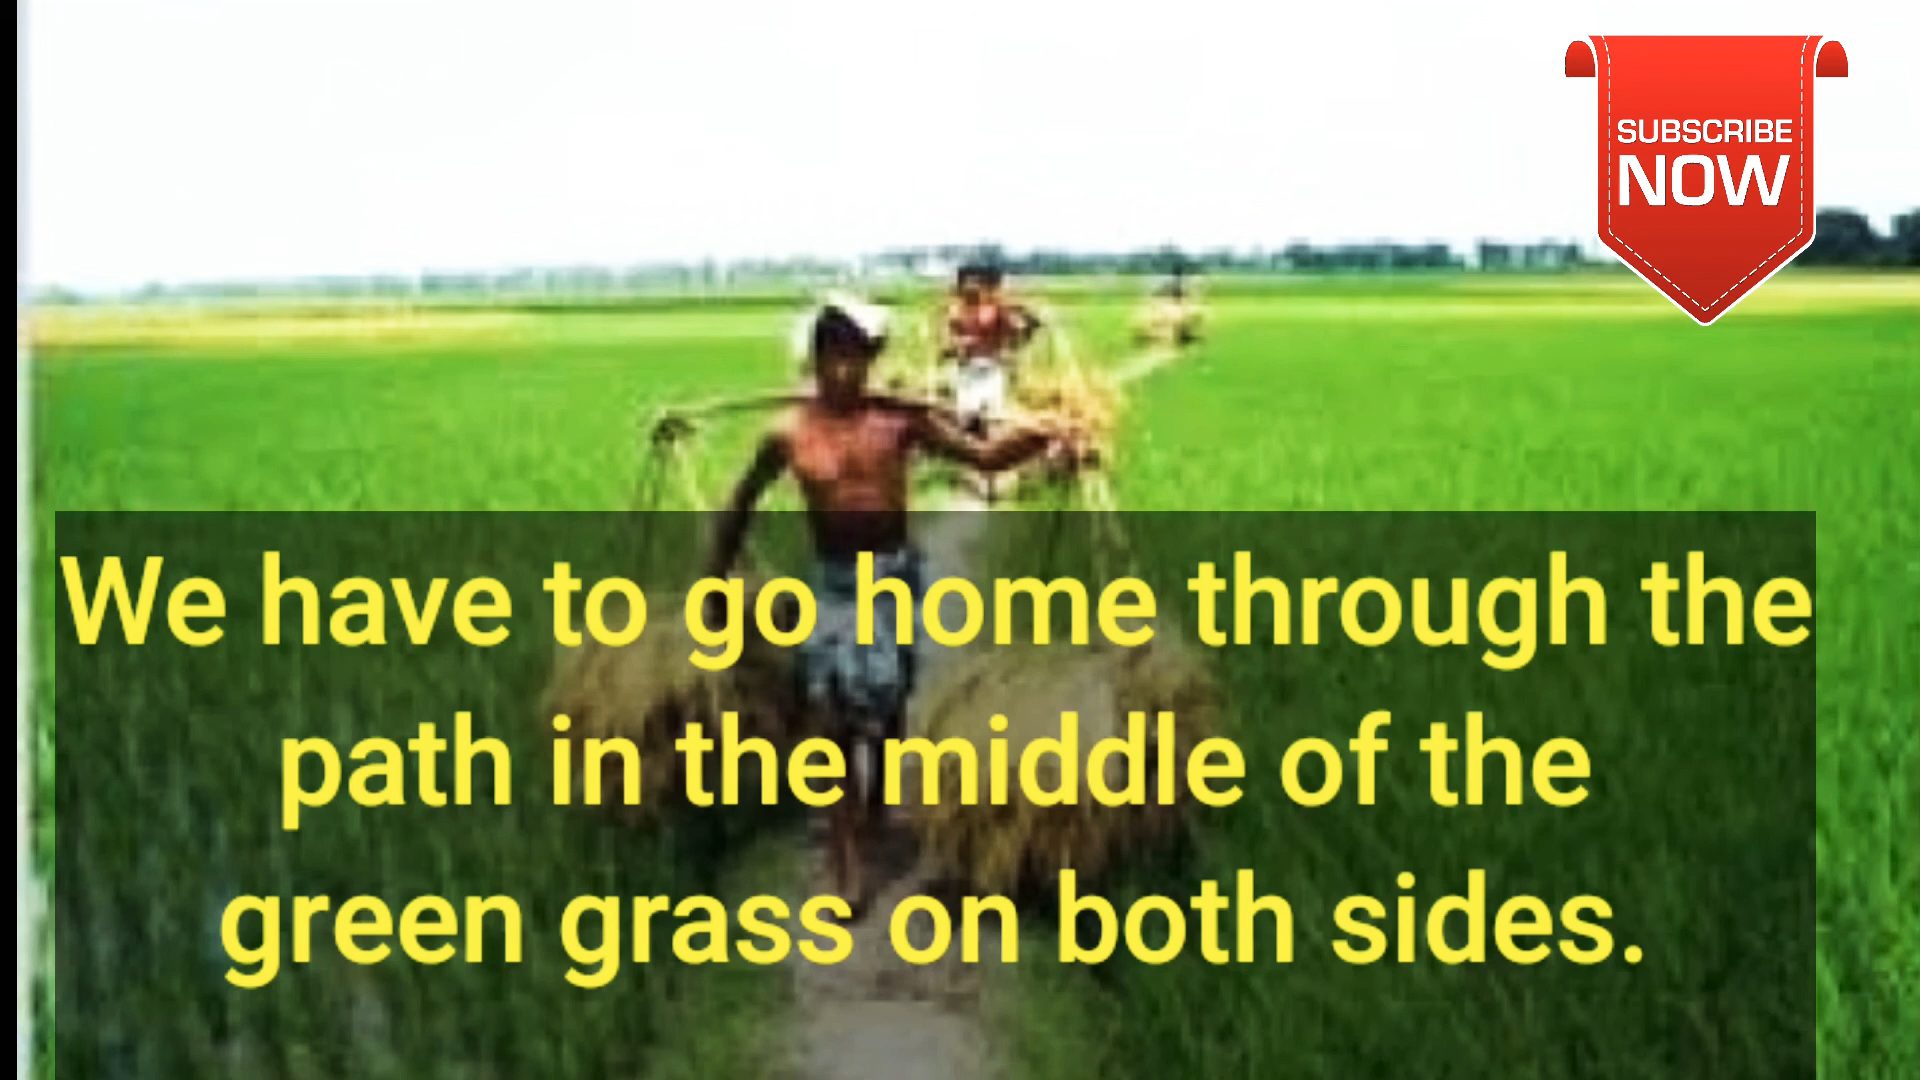 SUBSCRIBE
NOW
We have to go home through the
path in the middle of the
green grass on both sides.